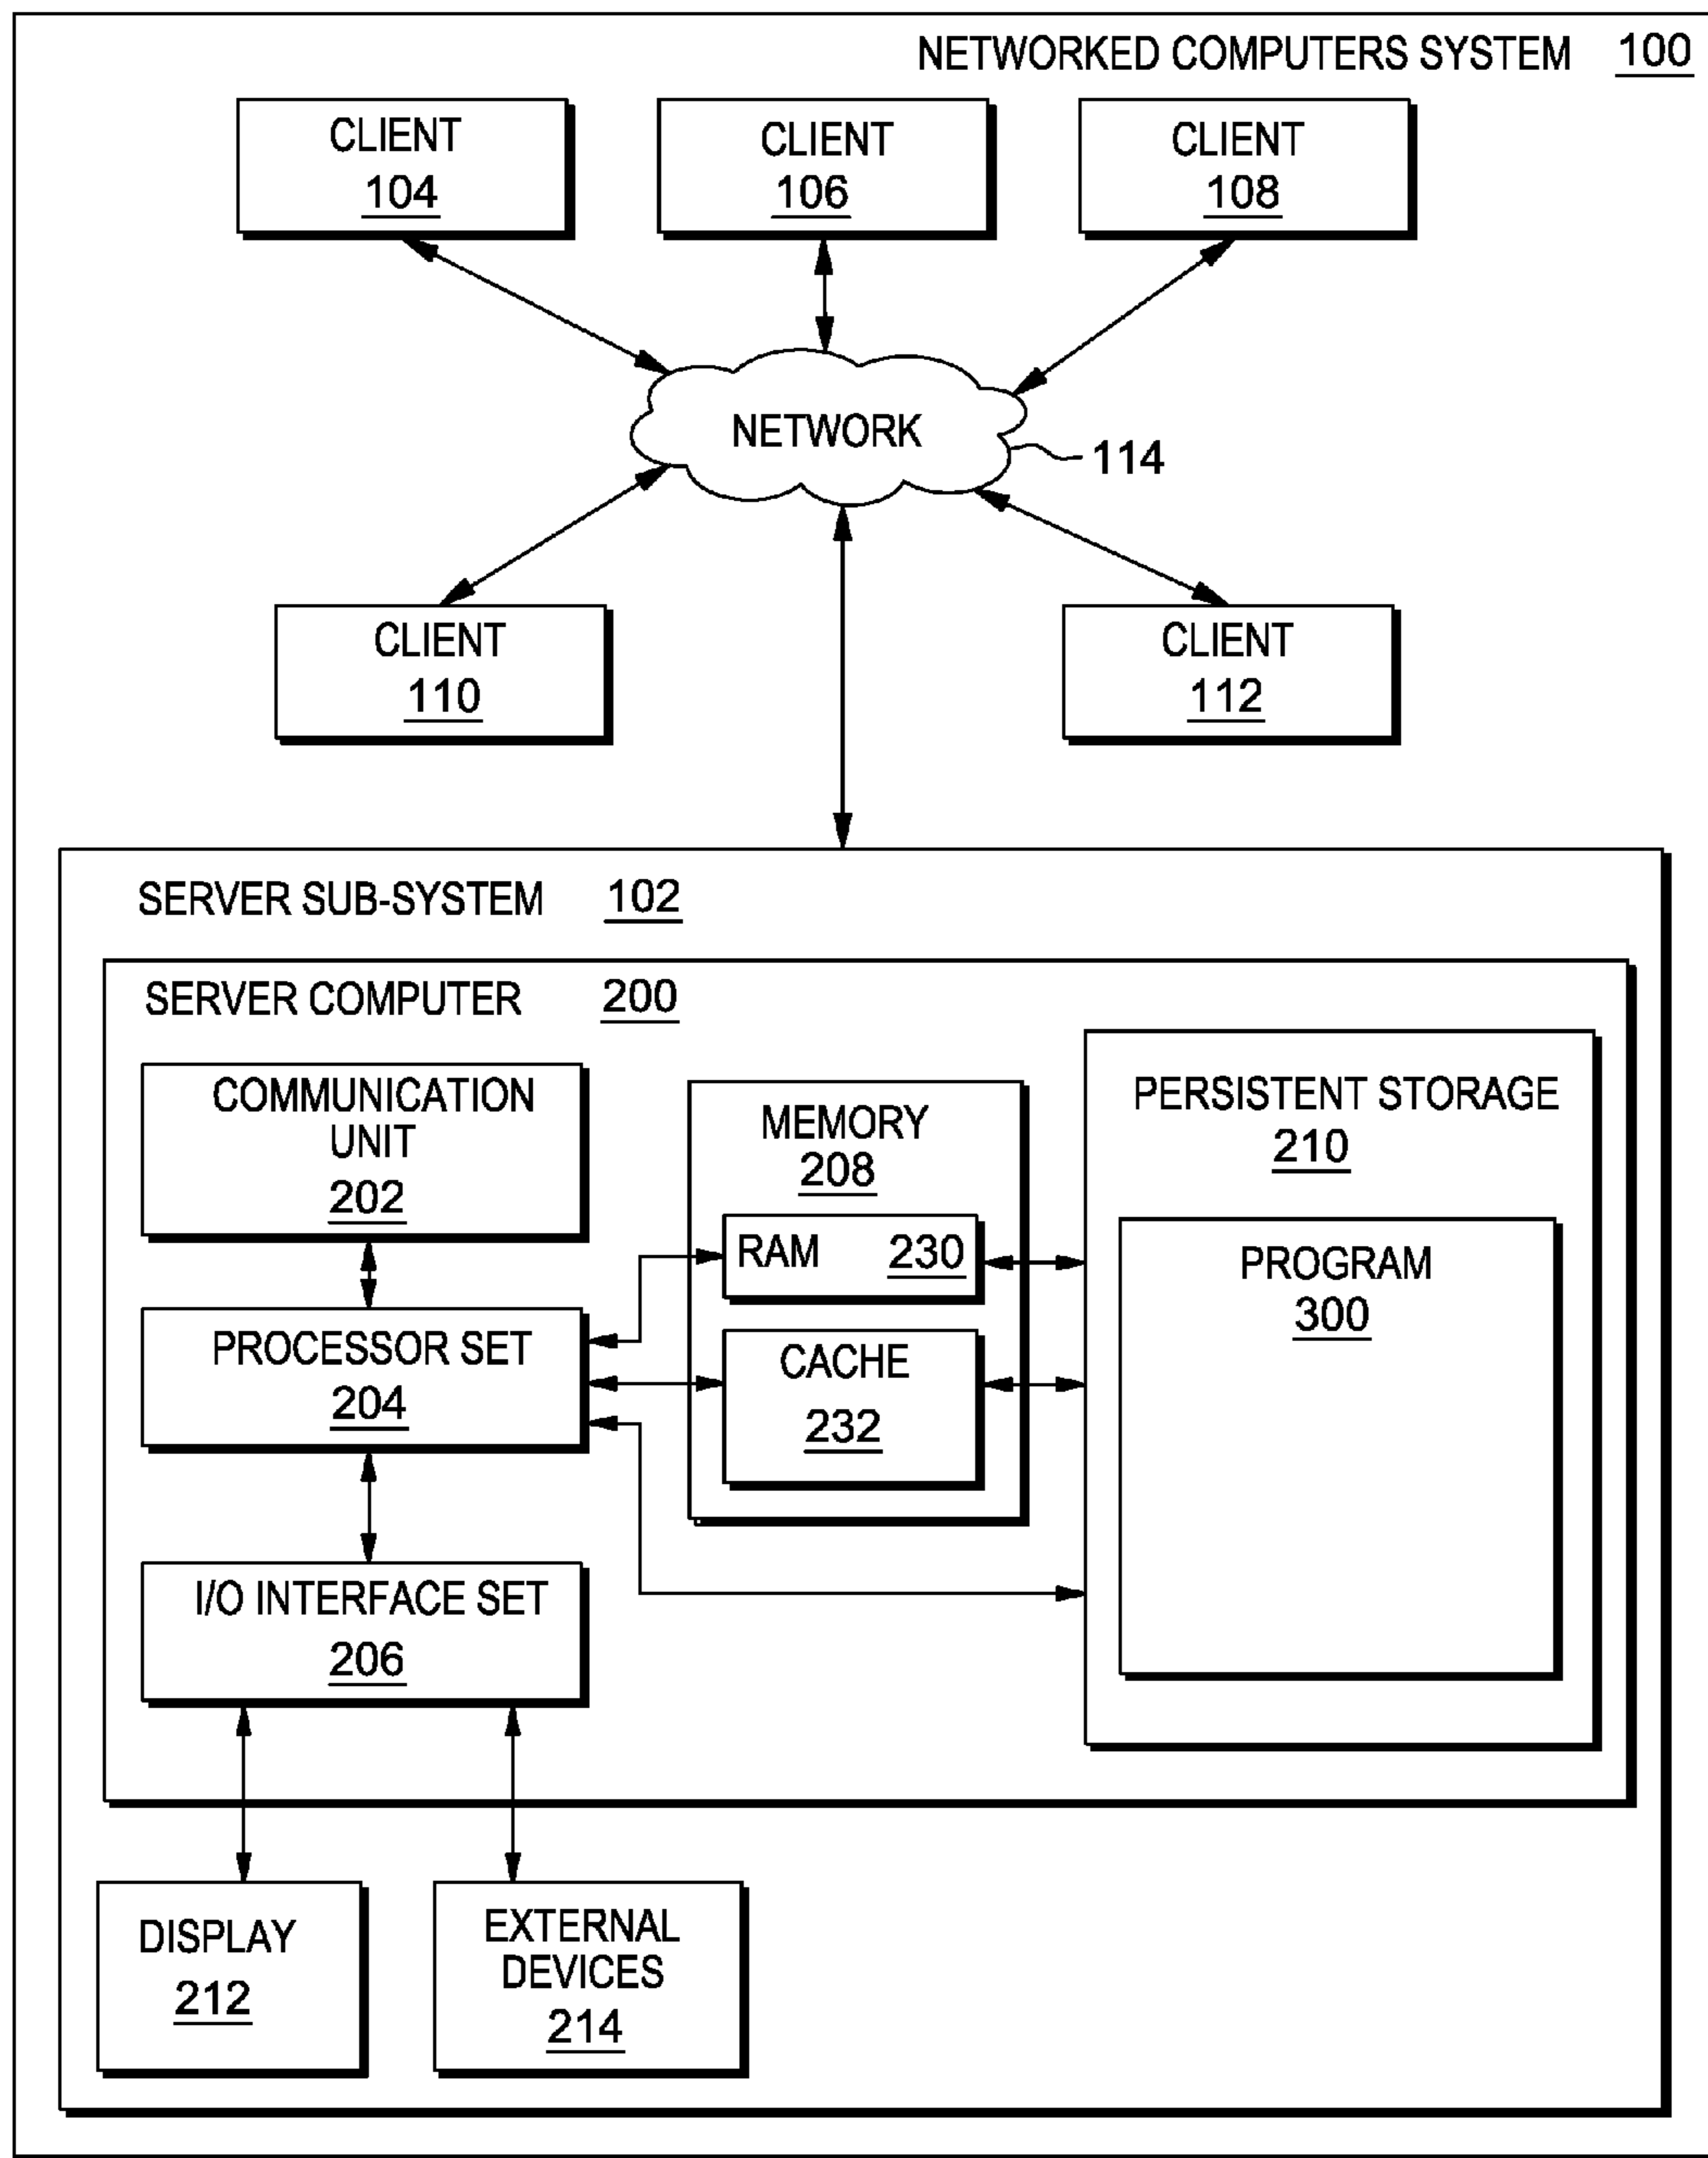 NETWORKED COMPUTERS SYSTEM 100
CLIENT
104
CLIENT
106
CLIENT
108
NETWORK
114
CLIENT
110
CLIENT
112
SERVER SUB-SYSTEM 102
SERVER COMPUTER 200
COMMUNICATION
UNIT
202
PROCESSOR SET
204
I/O INTERFACE SET
206
MEMORY
208
RAM 230
CACHE
232
PERSISTENT STORAGE
210
PROGRAM
300
DISPLAY
212
EXTERNAL
DEVICES
214